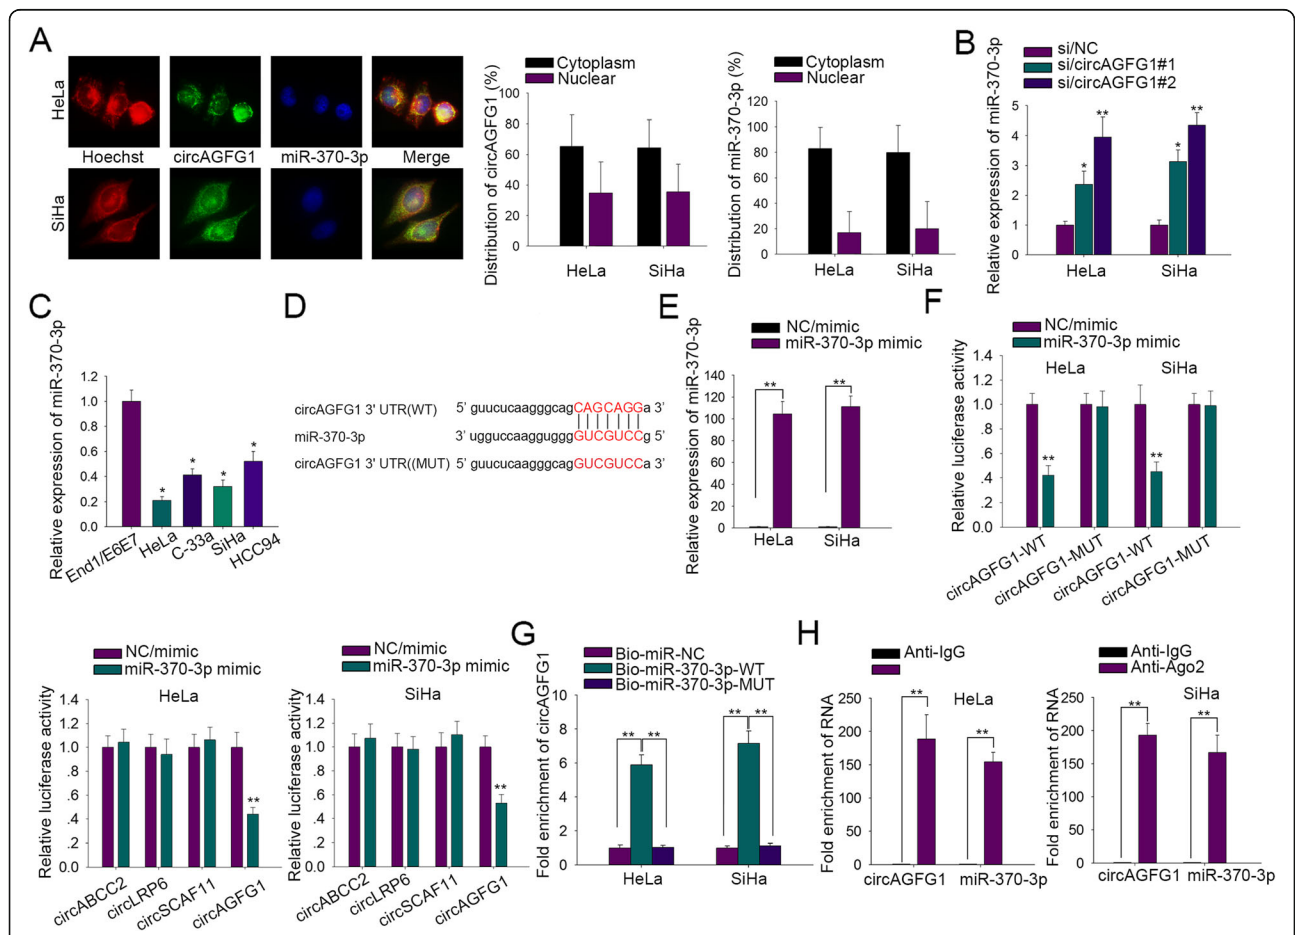 A
HeLa
Hoechst circAGFG1 miR-370-3p Merge
SiHa
Distribution of circAGFG1 (%)
Cytoplasm
Nuclear
100
80
60
40
20
0
HeLa SiHa
Distribution of miR-370-3p (%)
Cytoplasm
Nuclear
120
100
80
60
40
20
0
HeLa SiHa
B
Relative expression of miR-370-3p
si/NC
si/circAGFG1#1
si/circAGFG1#2
5
4
3
2
1
0
* ** * **
HeLa SiHa
C
Relative expression of miR-370-3p
1.2
1.0
0.8
0.6
0.4
0.2
0.0
* * * *
End1/E6E7 HeLa C-33a SiHa HCC94
D
circAGFG1 3' UTR(WT) 5' guucucaagggcagCAGCAGGa 3'
miR-370-3p 3' ugguccaaggugggGUCGUCCg 5'
circAGFG1 3' UTR((MUT) 5' guucucaagggcagGUCGUCCa 3'
E
Relative expression of miR-370-3p
NC/mimic
miR-370-3p mimic
140
120
100
80
60
40
20
0
** **
HeLa SiHa
F
Relative luciferase activity
NC/mimic
miR-370-3p mimic
HeLa SiHa
1.4
1.2
1.0
.8
.6
.4
.2
0.0
** **
circAGFG1-WT circAGFG1-MUT circAGFG1-WT circAGFG1-MUT
Relative luciferase activity
NC/mimic
miR-370-3p mimic
HeLa
1.4
1.2
1.0
.8
.6
.4
.2
0.0
**
circABCC2 circLRP6 circSCAF11 circAGFG1
Relative luciferase activity
NC/mimic
miR-370-3p mimic
SiHa
1.4
1.2
1.0
.8
.6
.4
.2
0.0
**
circABCC2 circLRP6 circSCAF11 circAGFG1
G
Fold enrichment of circAGFG1
Bio-miR-NC
Bio-miR-370-3p-WT
Bio-miR-370-3p-MUT
10
8
6
4
2
0
** ** ** **
HeLa SiHa
H
Fold enrichment of RNA
Anti-IgG
HeLa
250
200
150
100
50
0
** **
circAGFG1 miR-370-3p
Fold enrichment of RNA
Anti-IgG
Anti-Ago2
SiHa
250
200
150
100
50
0
** **
circAGFG1 miR-370-3p